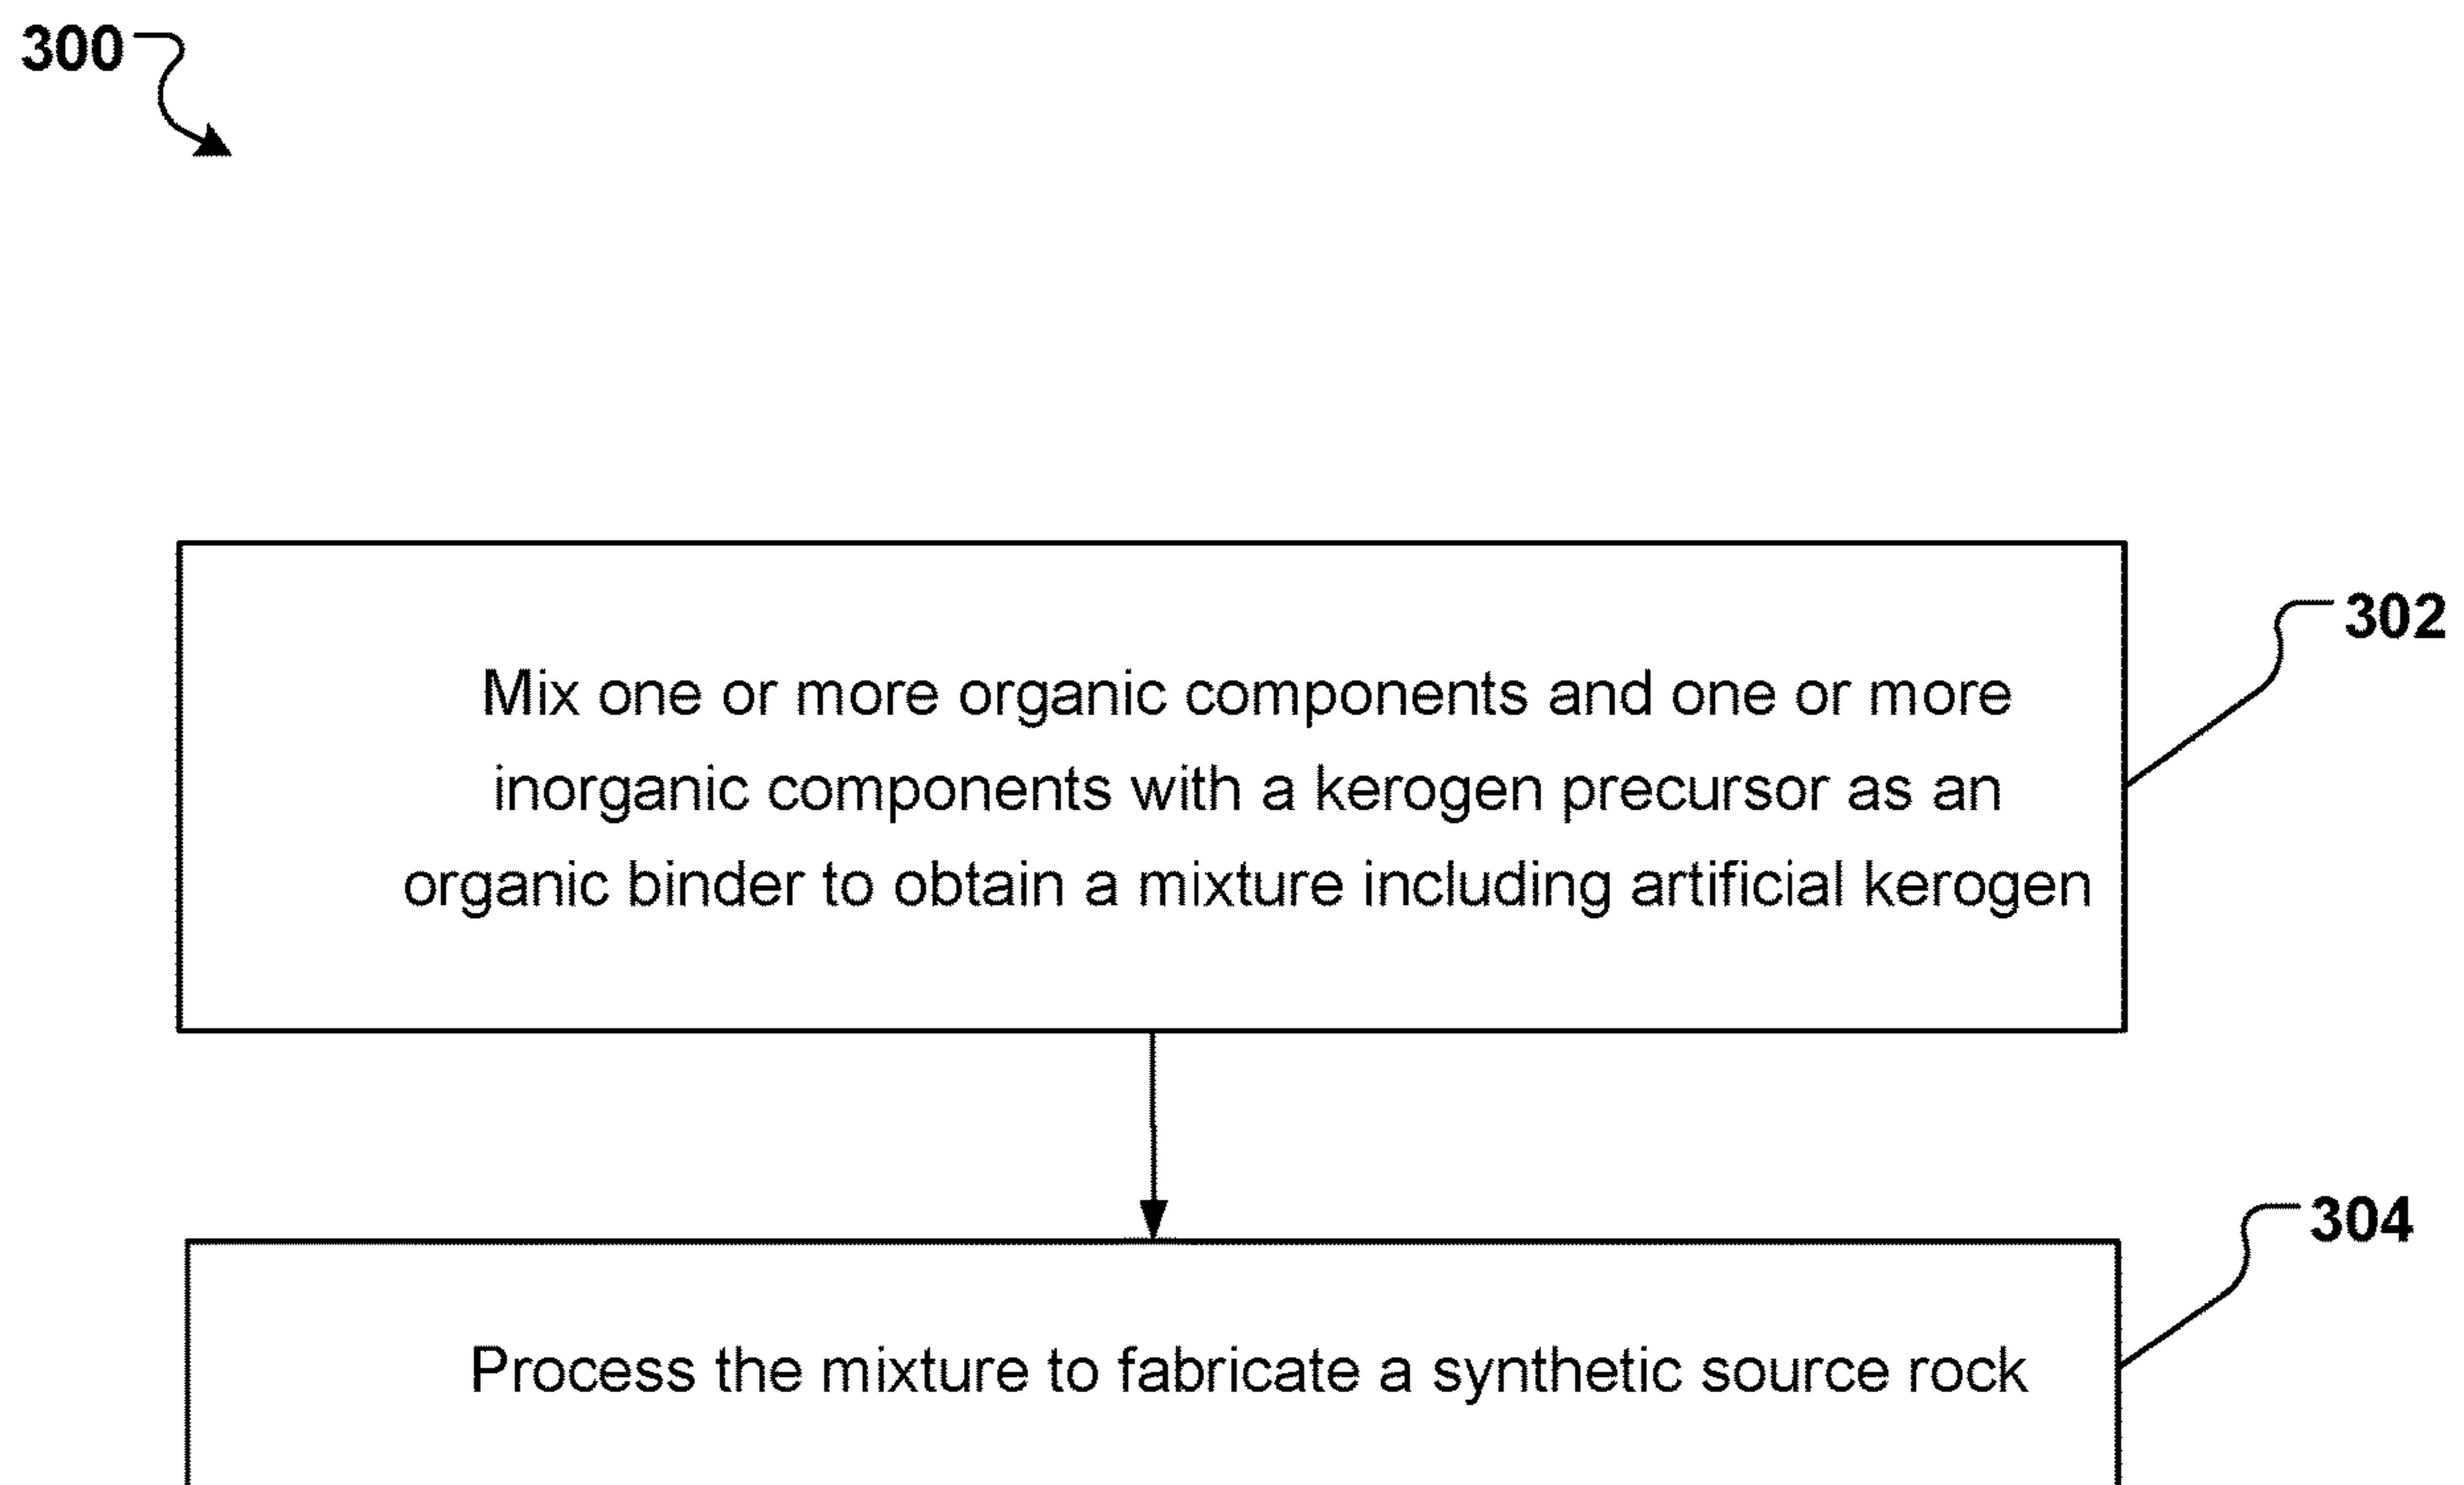 300
302
Mix one or more organic components and one or more
inorganic components with a kerogen precursor as an
organic binder to obtain a mixture including artificial kerogen
304
Process the mixture to fabricate a synthetic source rock